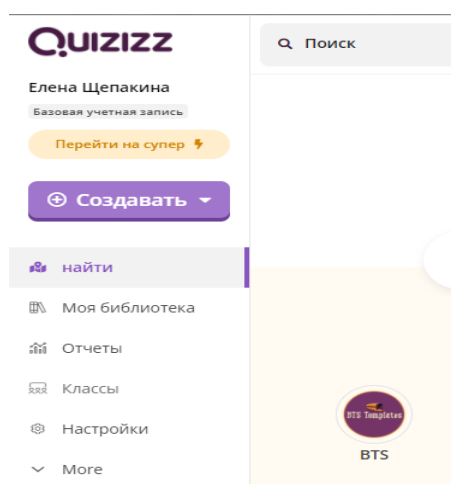 Quizizz
Поиск
Елена Щепакина
Базовая учетная запись
Перейти на супер
Создавать
найти
Моя библиотека
Отчеты
Классы
Настройки
More
BTS Templates
BTS